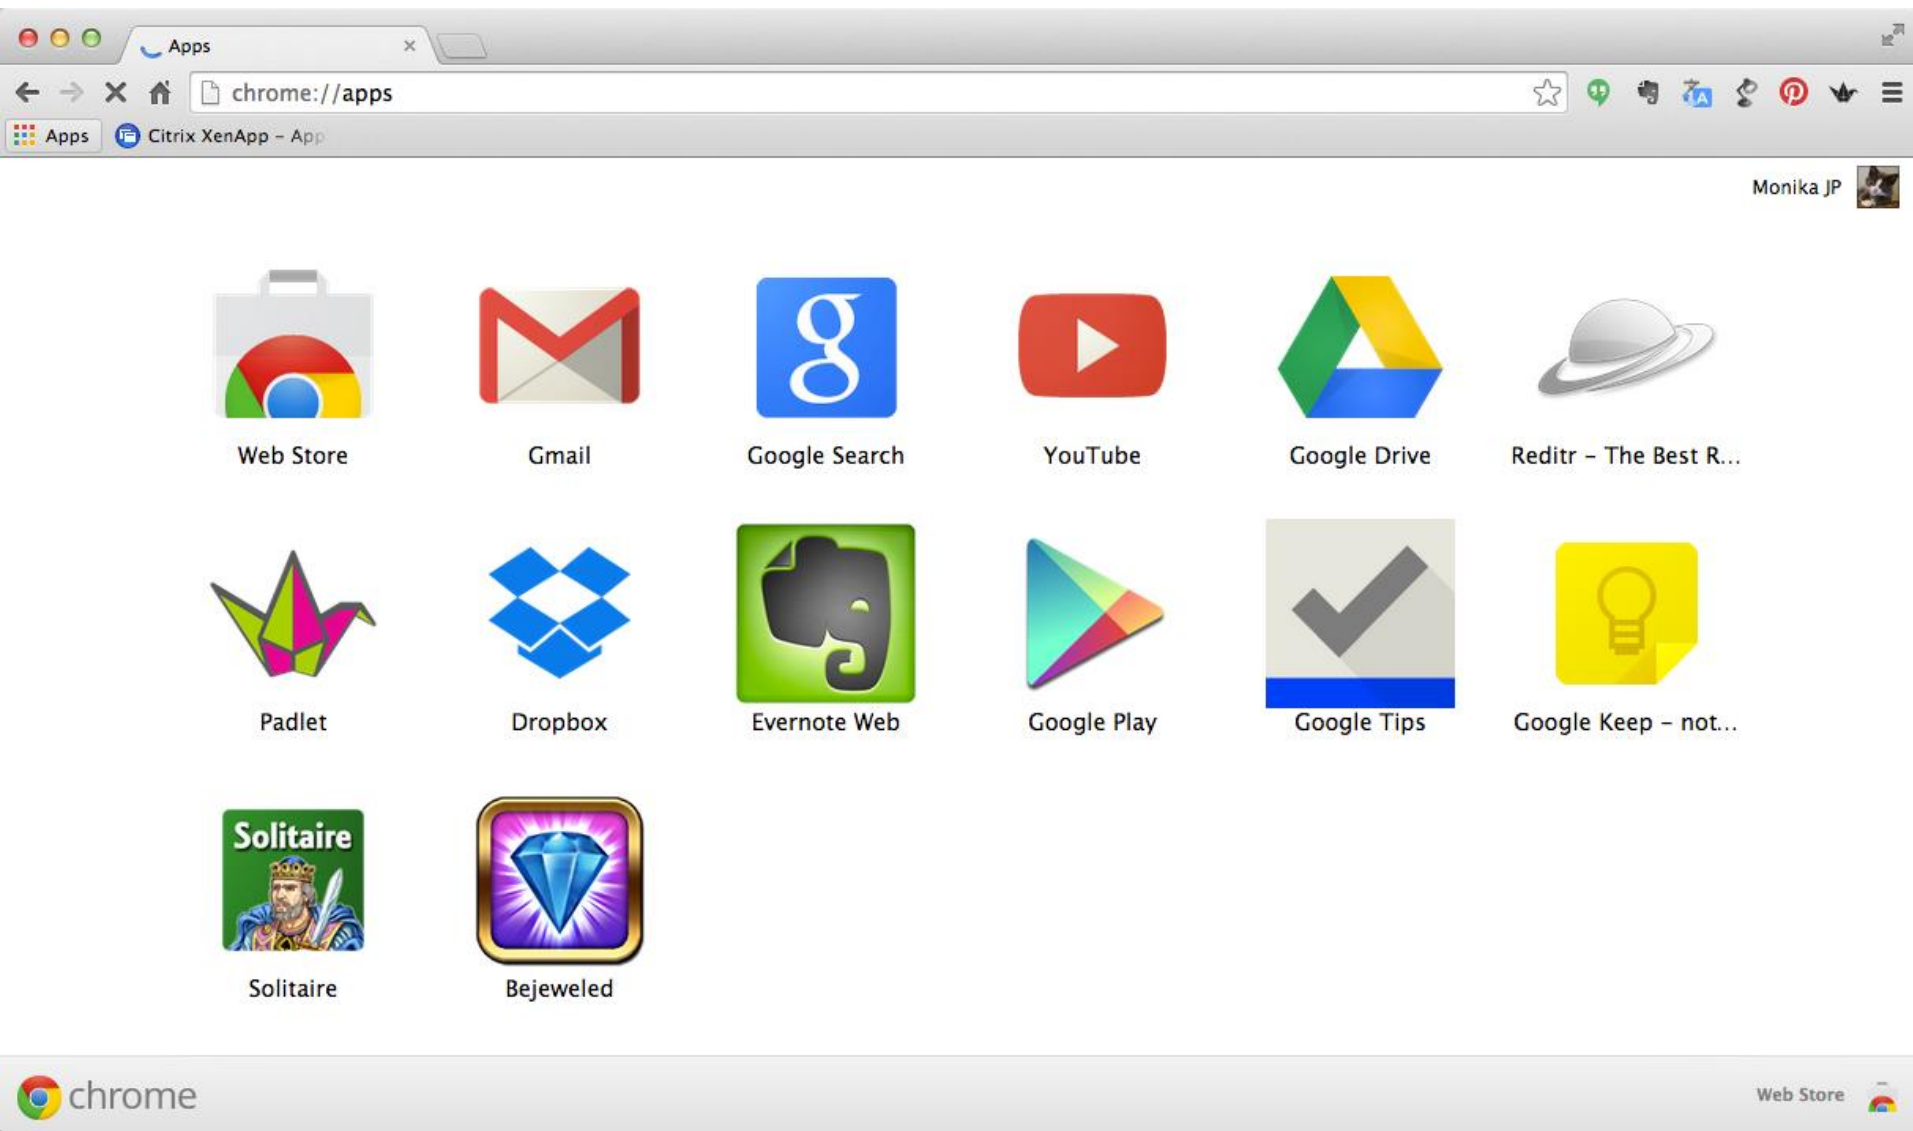 Apps
chrome://apps
Apps
Citrix XenApp – App
Monika JP
Web Store
Gmail
g
Google Search
YouTube
Google Drive
Reditr – The Best R...
Padlet
Dropbox
Evernote Web
Google Play
Google Tips
Google Keep – not...
Solitaire
Solitaire
Bejeweled
chrome
Web Store